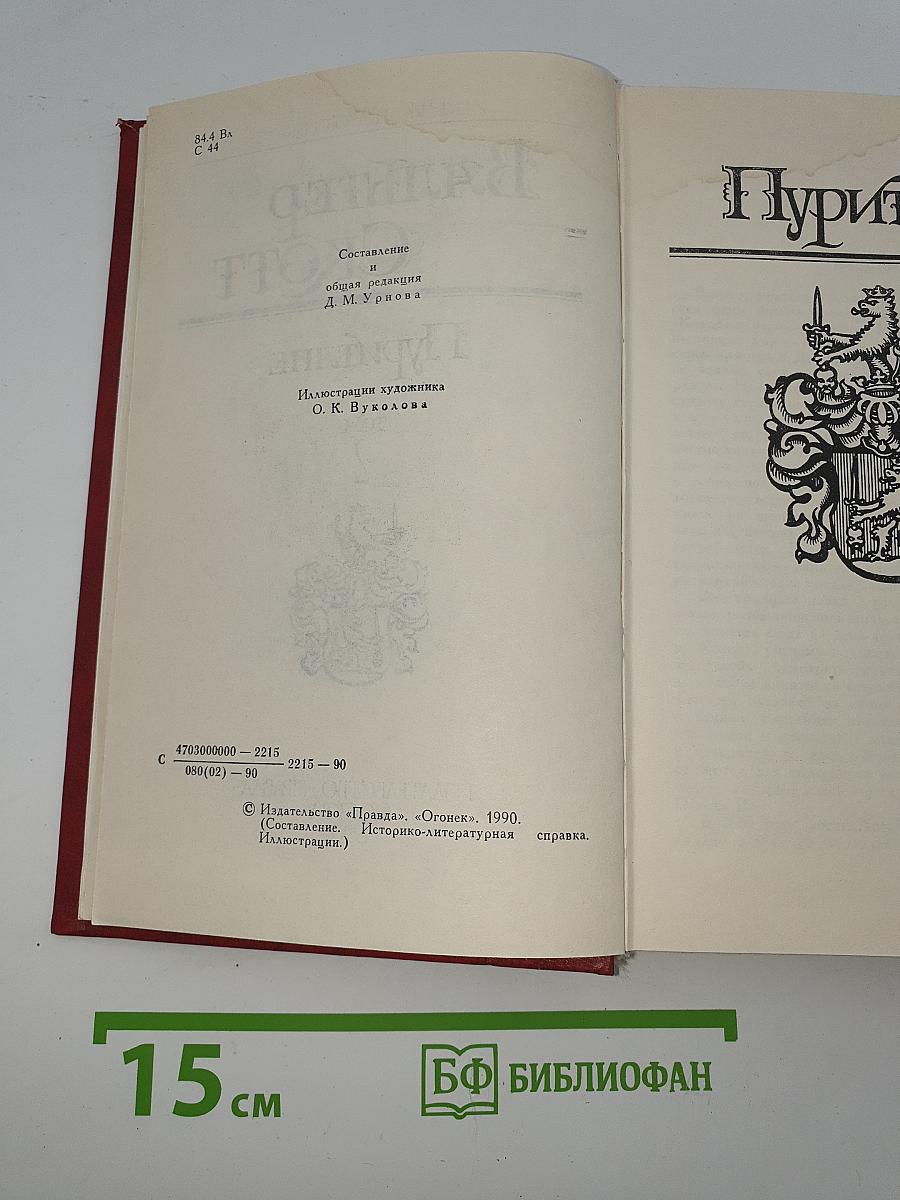 84.4 Вл
С 44
Составление
и
общая редакция
Д. М. Урнова
Иллюстрации художника
О. К. Вуколова
С 4703000000 — 2215
080(02) — 90
2215 — 90
© Издательство «Правда». «Огонек». 1990.
(Составление. Историко-литературная справка.
Иллюстрации.)
Пурит
15 см
БФ БИБЛИОФАН